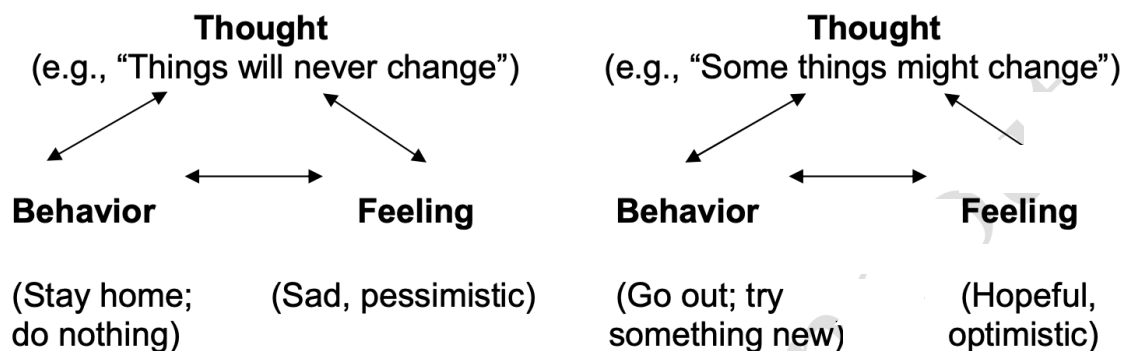 Thought
(e.g., “Things will never change”)
Behavior
Feeling
(Stay home;
do nothing)
(Sad, pessimistic)
Thought
(e.g., “Some things might change”)
Behavior
Feeling
(Go out; try
something new)
(Hopeful,
optimistic)